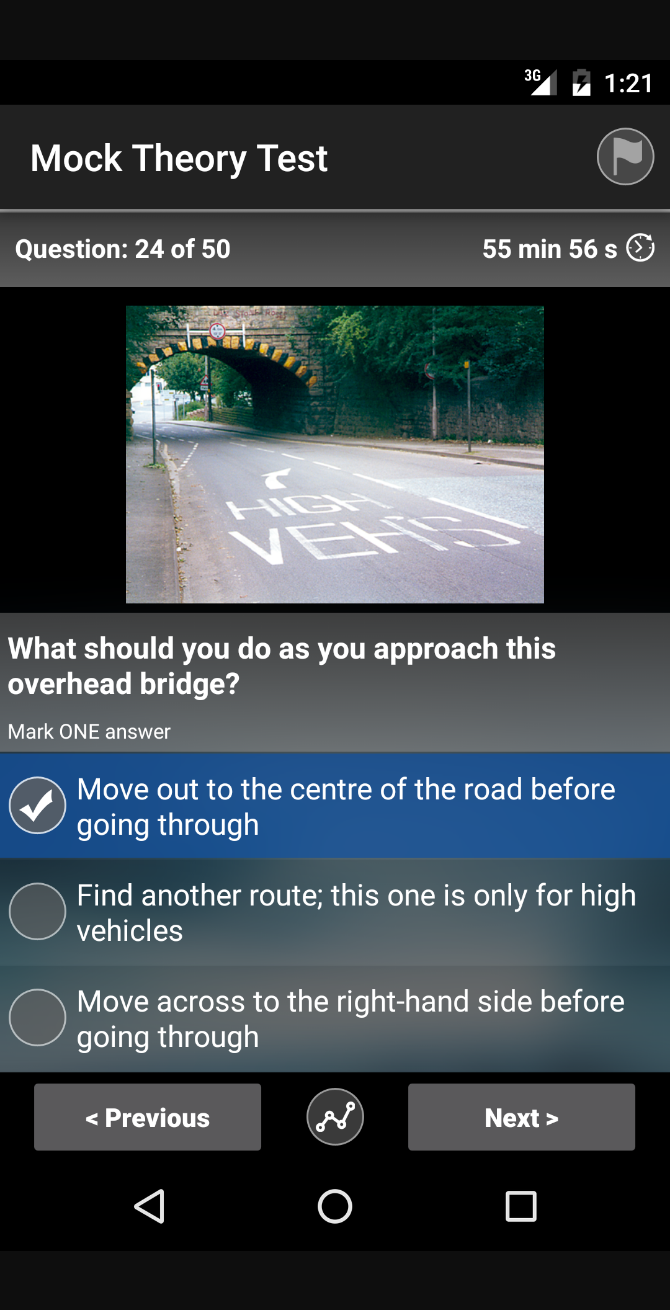 3G 1:21
Mock Theory Test
Question: 24 of 50 55 min 56 s
HIGH
VEH'S
What should you do as you approach this
overhead bridge?
Mark ONE answer
Move out to the centre of the road before
going through
Find another route; this one is only for high
vehicles
Move across to the right-hand side before
going through
< Previous Next >